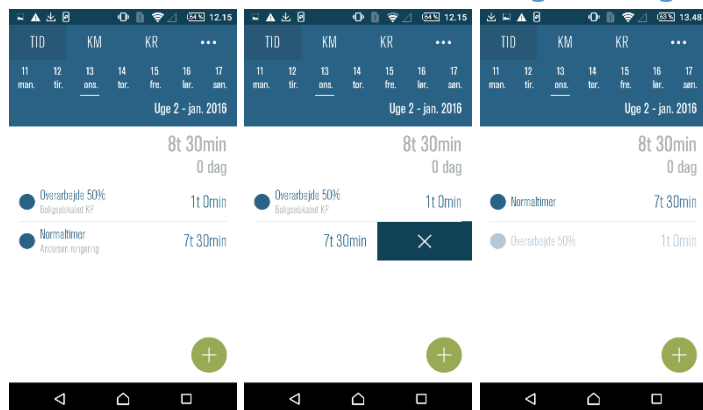 64% 12.15
TID KM KR •••
11 12 13 14 15 16 17
man. tir. ons. tor. fre. lør. søn.
Uge 2 - jan. 2016
8t 30min
0 dag
Overarbejde 50% 1t 0min
Boligselskabet KP
Normaltimer 7t 30min
Andersen rengøring
64% 12.15
TID KM KR •••
11 12 13 14 15 16 17
man. tir. ons. tor. fre. lør. søn.
Uge 2 - jan. 2016
8t 30min
0 dag
Overarbejde 50% 1t 0min
Boligselskabet KP
7t 30min
63% 13.48
TID KM KR •••
11 12 13 14 15 16 17
man. tir. ons. tor. fre. lør. søn.
Uge 2 - jan. 2016
8t 30min
0 dag
Normaltimer 7t 30min
Overarbejde 50% 1t 0min